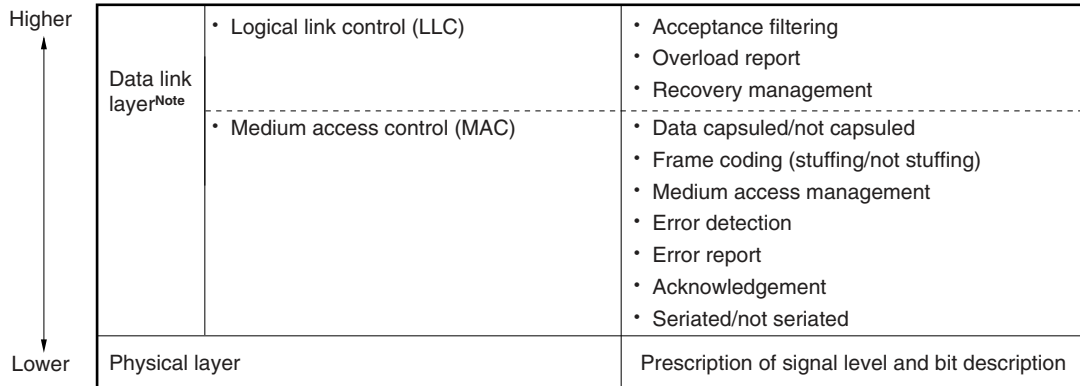 Higher
Data link
layerNote
• Logical link control (LLC)
• Acceptance filtering
• Overload report
• Recovery management
• Medium access control (MAC)
• Data capsuled/not capsuled
• Frame coding (stuffing/not stuffing)
• Medium access management
• Error detection
• Error report
• Acknowledgement
• Seriated/not seriated
Lower
Physical layer
Prescription of signal level and bit description